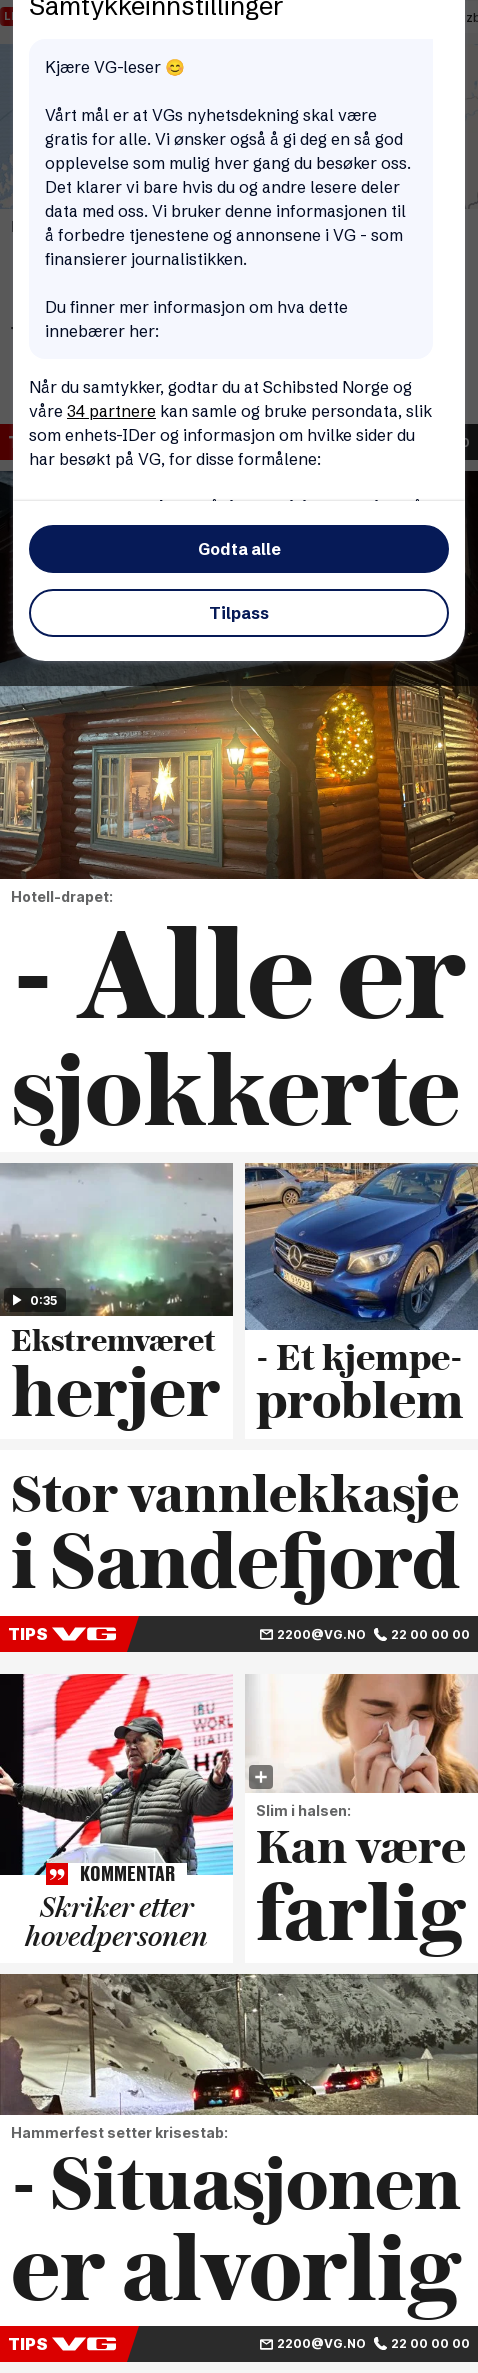 Samtykkeinnstillinger
Kjære VG-leser 😊
Vårt mål er at VGs nyhetsdekning skal være
gratis for alle. Vi ønsker også å gi deg en så god
opplevelse som mulig hver gang du besøker oss.
Det klarer vi bare hvis du og andre lesere deler
data med oss. Vi bruker denne informasjonen til
å forbedre tjenestene og annonsene i VG - som
finansierer journalistikken.
Du finner mer informasjon om hva dette
innebærer her:
Når du samtykker, godtar du at Schibsted Norge og
våre 34 partnere kan samle og bruke persondata, slik
som enhets-IDer og informasjon om hvilke sider du
har besøkt på VG, for disse formålene:
Godta alle
Tilpass
Hotell-drapet:
- Alle er
sjokkerte
0:35
Ekstremværet
herjer
- Et kjempe-
problem
Stor vannlekkasje
i Sandefjord
TIPS VG 2200@VG.NO 22 00 00 00
IBU
WORL
KOMMENTAR
Skriker etter
hovedpersonen
Slim i halsen:
Kan være
farlig
Hammerfest setter krisestab:
- Situasjonen
er alvorlig
TIPS VG 2200@VG.NO 22 00 00 00